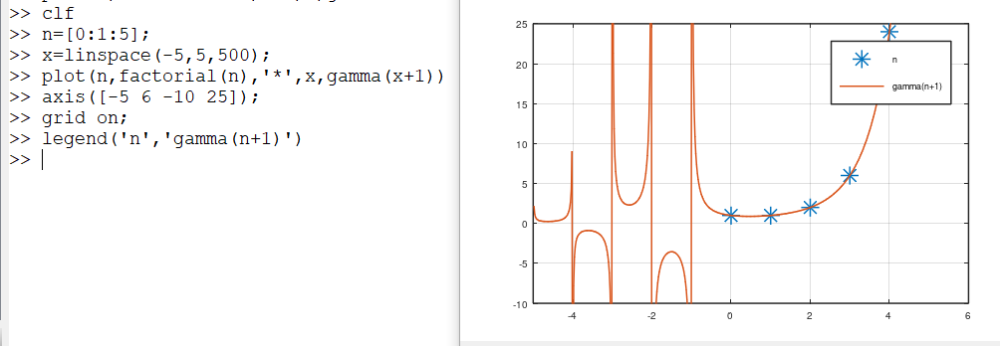 >> clf
>> n=[0:1:5];
>> x=linspace(-5,5,500);
>> plot(n,factorial(n),'*',x,gamma(x+1))
>> axis([-5 6 -10 25]);
>> grid on;
>> legend('n','gamma(n+1)')
>>
25
20
15
10
5
0
-5
-10
-4
-2
0
2
4
6
n
gamma(n+1)